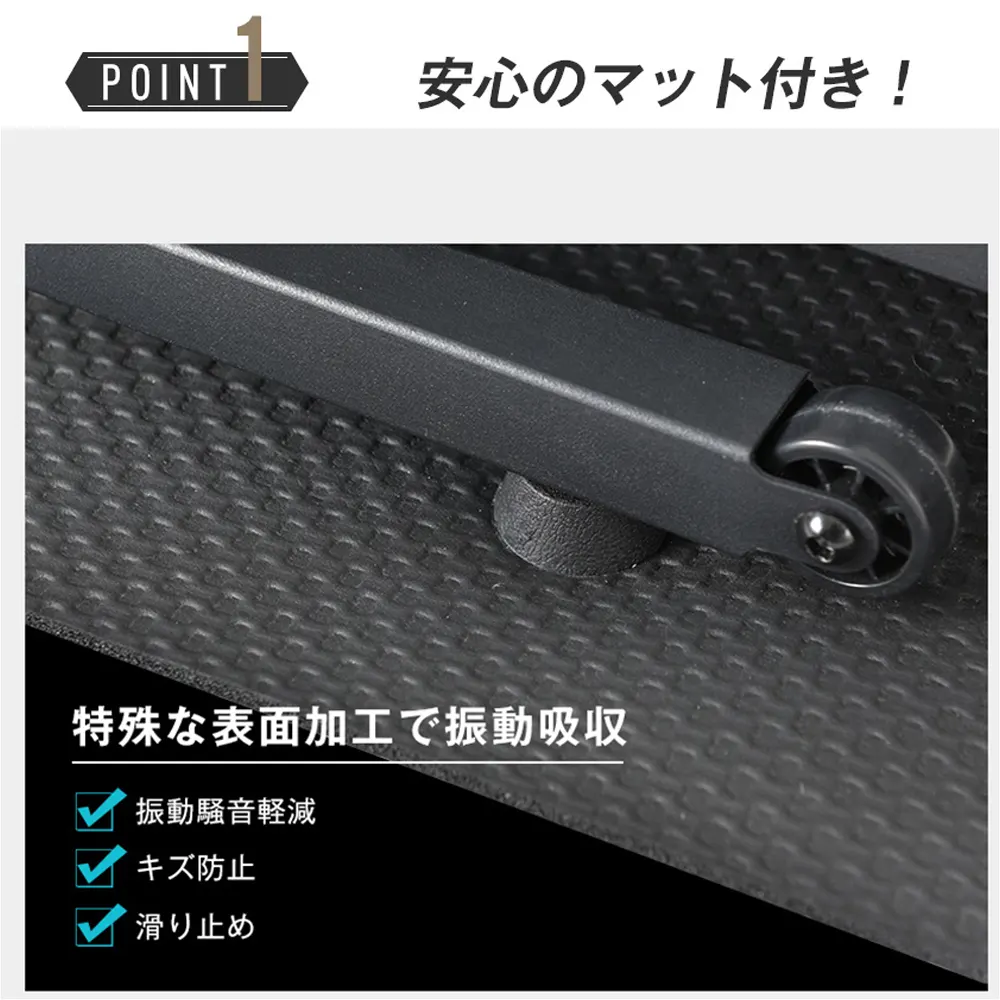 POINT 1
安心のマット付き！
特殊な表面加工で振動吸収
振動騒音軽減
キズ防止
滑り止め